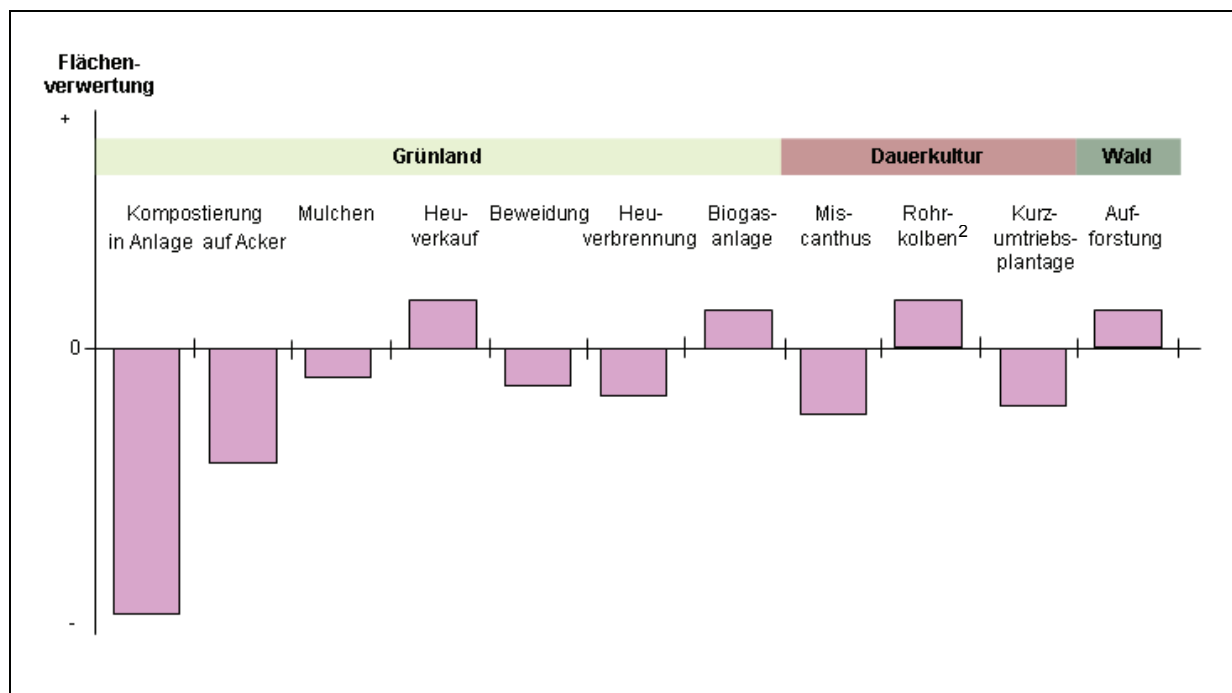 Flächen-
verwertung
+
Grünland Dauerkultur Wald
Kompostierung Mulchen Heu- Beweidung Heu- Biogas- Mis- Rohr- Kurz- Auf-
in Anlage auf Acker verkauf verbrennung anlage canthus kolben² umtriebs- forstung
plantage
0
-